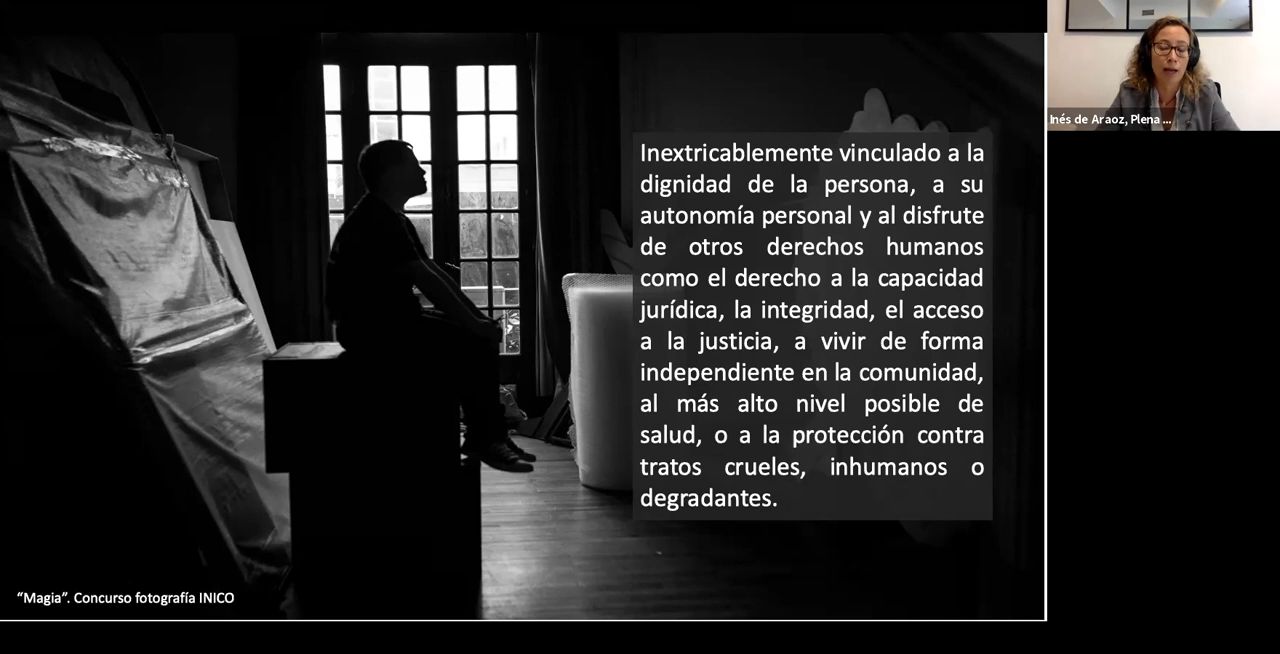 Inextricablemente vinculado a la
dignidad de la persona, a su
autonomía personal y al disfrute
de otros derechos humanos
como el derecho a la capacidad
jurídica, la integridad, el acceso
a la justicia, a vivir de forma
independiente en la comunidad,
al más alto nivel posible de
salud, o a la protección contra
tratos crueles, inhumanos o
degradantes.
“Magia”. Concurso fotografía INICO
Inés de Araoz, Plena ...